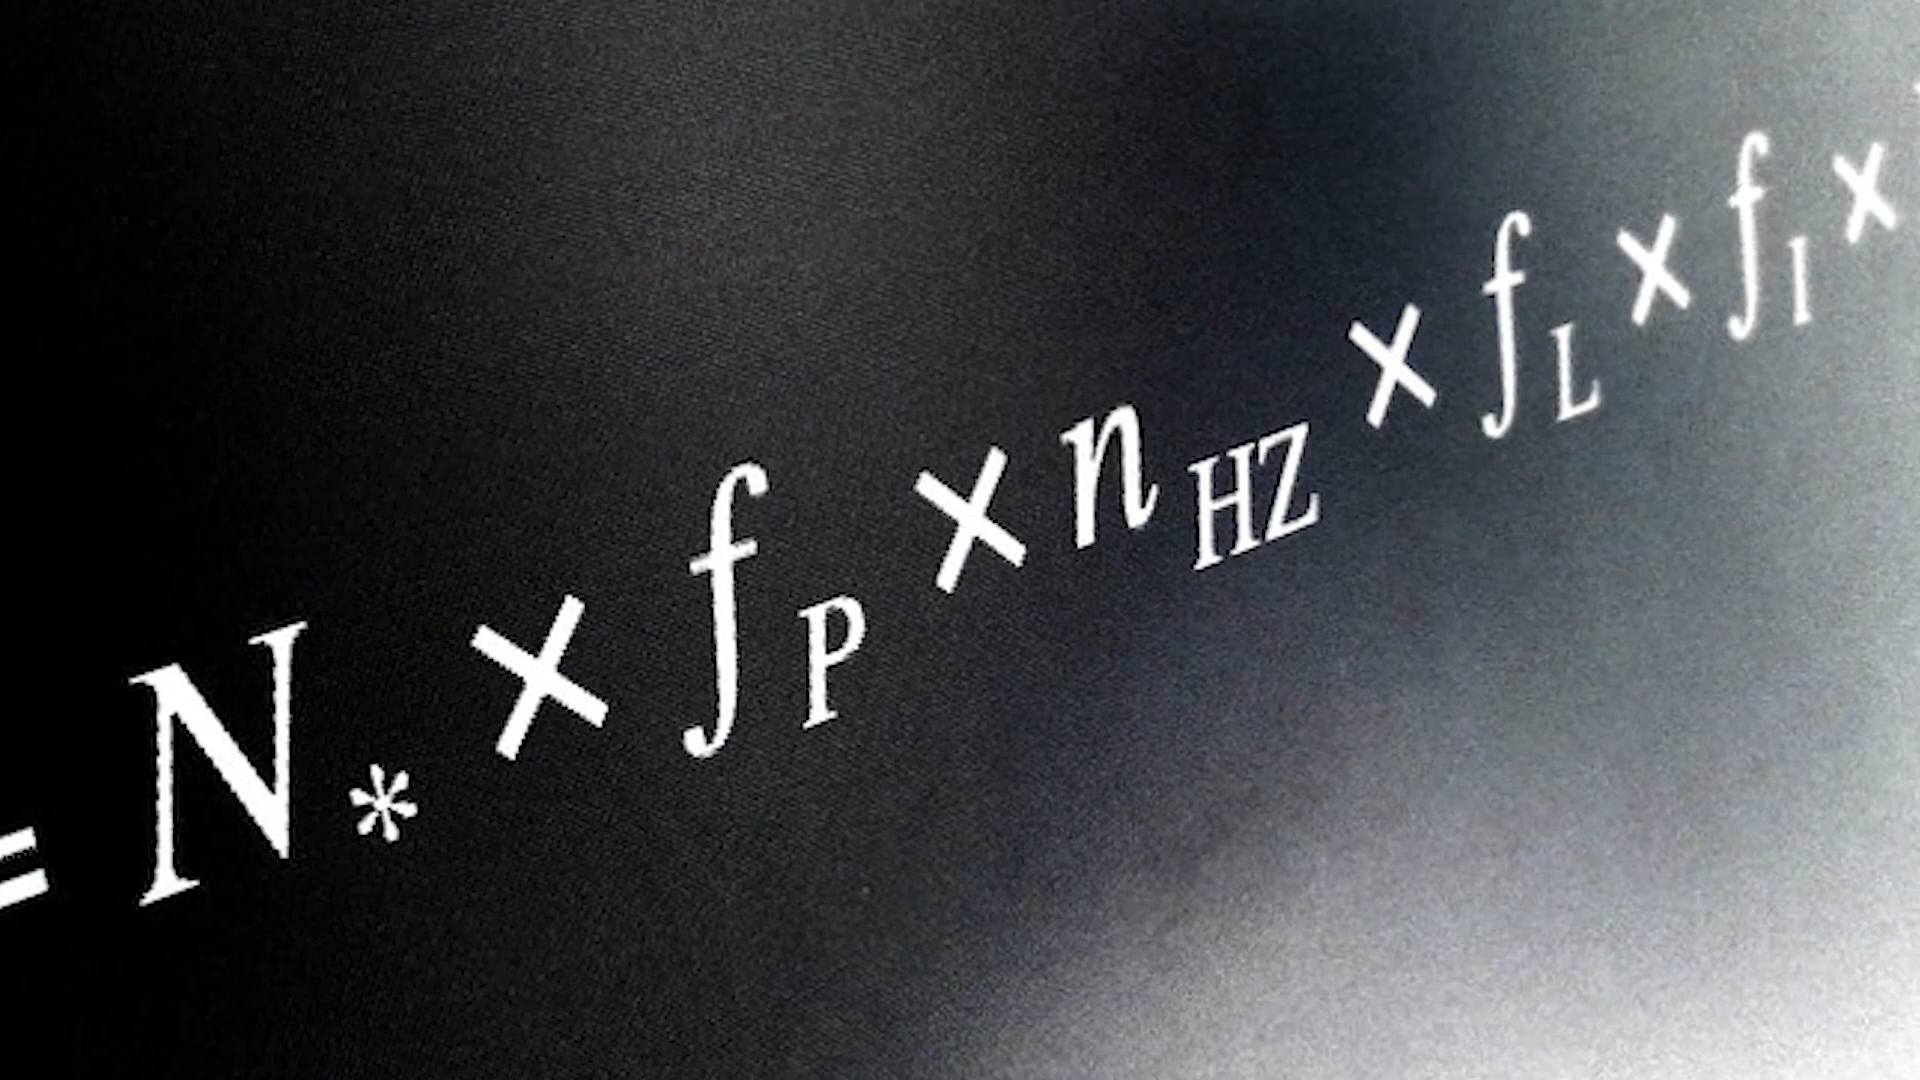 = N* × fP × nHZ × fL × fI ×